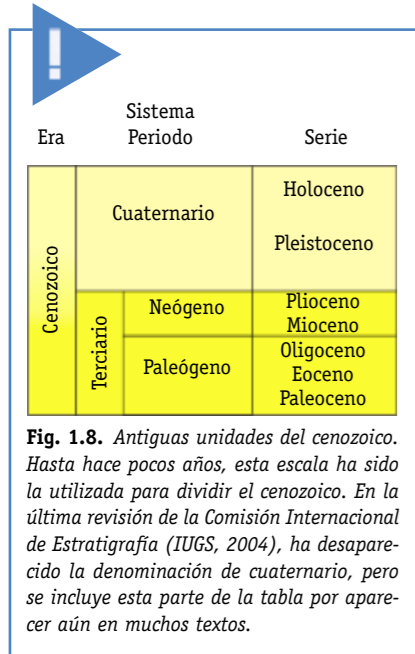 !
Sistema
Era Periodo Serie
Cenozoico
Cuaternario
Holoceno
Pleistoceno
Terciario
Neógeno
Plioceno
Mioceno
Paleógeno
Oligoceno
Eoceno
Paleoceno
Fig. 1.8. Antiguas unidades del cenozoico.
Hasta hace pocos años, esta escala ha sido
la utilizada para dividir el cenozoico. En la
última revisión de la Comisión Internacional
de Estratigrafía (IUGS, 2004), ha desapare-
cido la denominación de cuaternario, pero
se incluye esta parte de la tabla por apare-
cer aún en muchos textos.